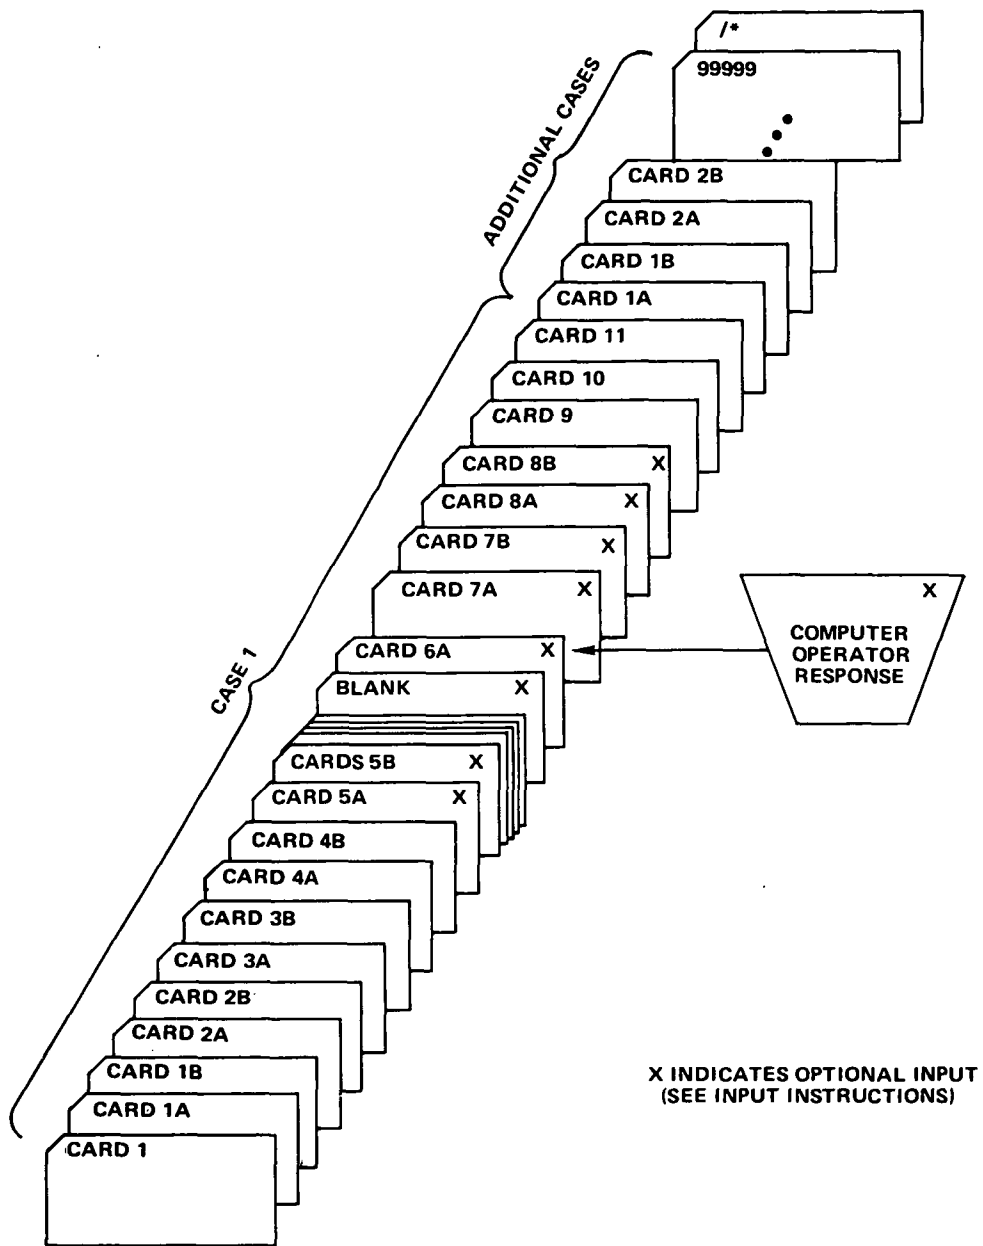 /*
99999
ADDITIONAL CASES
CARD 2B
CARD 2A
CARD 1B
CARD 1A
CARD 11
CARD 10
CARD 9
CARD 8B X
CARD 8A X
CARD 7B X
CARD 7A X
X
COMPUTER
OPERATOR
RESPONSE
CASE 1
CARD 6A X
BLANK X
CARDS 5B X
CARD 5A X
CARD 4B
CARD 4A
CARD 3B
CARD 3A
CARD 2B
CARD 2A
CARD 1B
CARD 1A
CARD 1
X INDICATES OPTIONAL INPUT
(SEE INPUT INSTRUCTIONS)